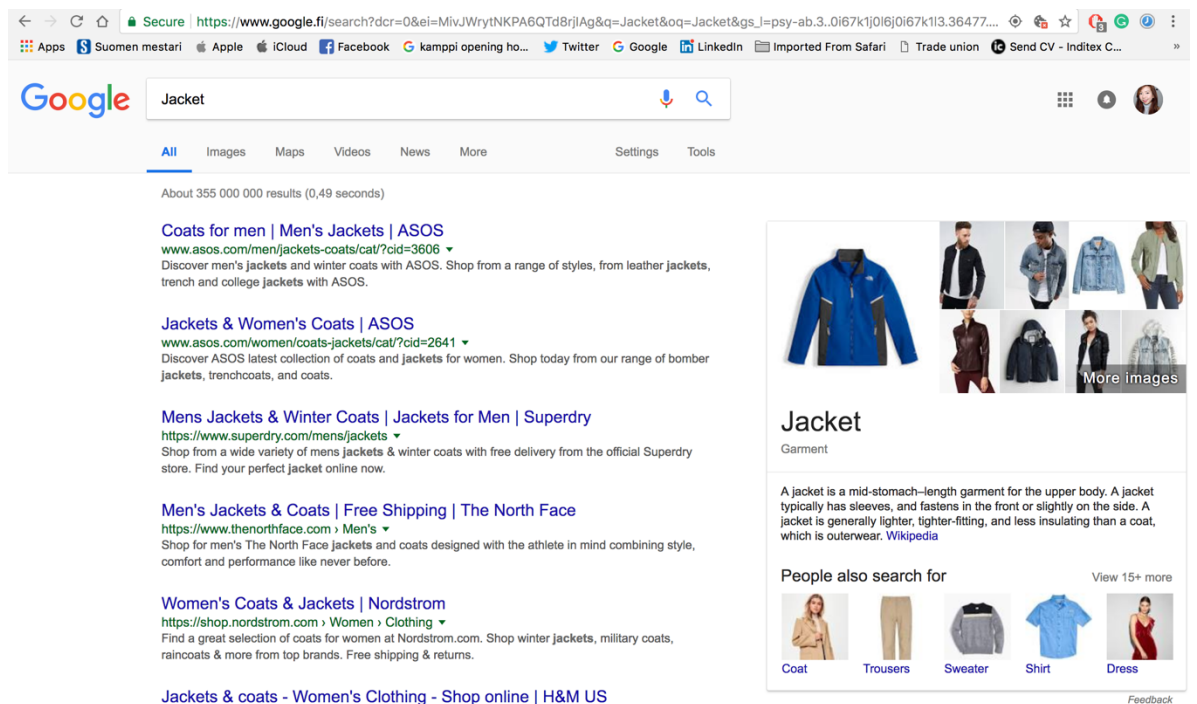 Secure https://www.google.fi/search?dcr=0&ei=MivJWrytNKPA6QTd8rjIAg&q=Jacket&oq=Jacket&gs_l=psy-ab.3..0i67k1j0l6j0i67k1l3.36477....
Apps Suomen mestari Apple iCloud Facebook kamppi opening ho... Twitter Google LinkedIn Imported From Safari Trade union Send CV - Inditex C... »
Google Jacket
All Images Maps Videos News More Settings Tools
About 355 000 000 results (0,49 seconds)
Coats for men | Men's Jackets | ASOS
www.asos.com/men/jackets-coats/cat/?cid=3606
Discover men's jackets and winter coats with ASOS. Shop from a range of styles, from leather jackets,
trench and college jackets with ASOS.
Jackets & Women's Coats | ASOS
www.asos.com/women/coats-jackets/cat/?cid=2641
Discover ASOS latest collection of coats and jackets for women. Shop today from our range of bomber
jackets, trenchcoats, and coats.
Mens Jackets & Winter Coats | Jackets for Men | Superdry
https://www.superdry.com/mens/jackets
Shop from a wide variety of mens jackets & winter coats with free delivery from the official Superdry
store. Find your perfect jacket online now.
Men's Jackets & Coats | Free Shipping | The North Face
https://www.thenorthface.com › Men's
Shop for men's The North Face jackets and coats designed with the athlete in mind combining style,
comfort and performance like never before.
Women's Coats & Jackets | Nordstrom
https://shop.nordstrom.com › Women › Clothing
Find a great selection of coats for women at Nordstrom.com. Shop winter jackets, military coats,
raincoats & more from top brands. Free shipping & returns.
Jackets & coats - Women's Clothing - Shop online | H&M US
More images
Jacket
Garment
A jacket is a mid-stomach–length garment for the upper body. A jacket
typically has sleeves, and fastens in the front or slightly on the side. A
jacket is generally lighter, tighter-fitting, and less insulating than a coat,
which is outerwear. Wikipedia
People also search for View 15+ more
Coat Trousers Sweater Shirt Dress
Feedback